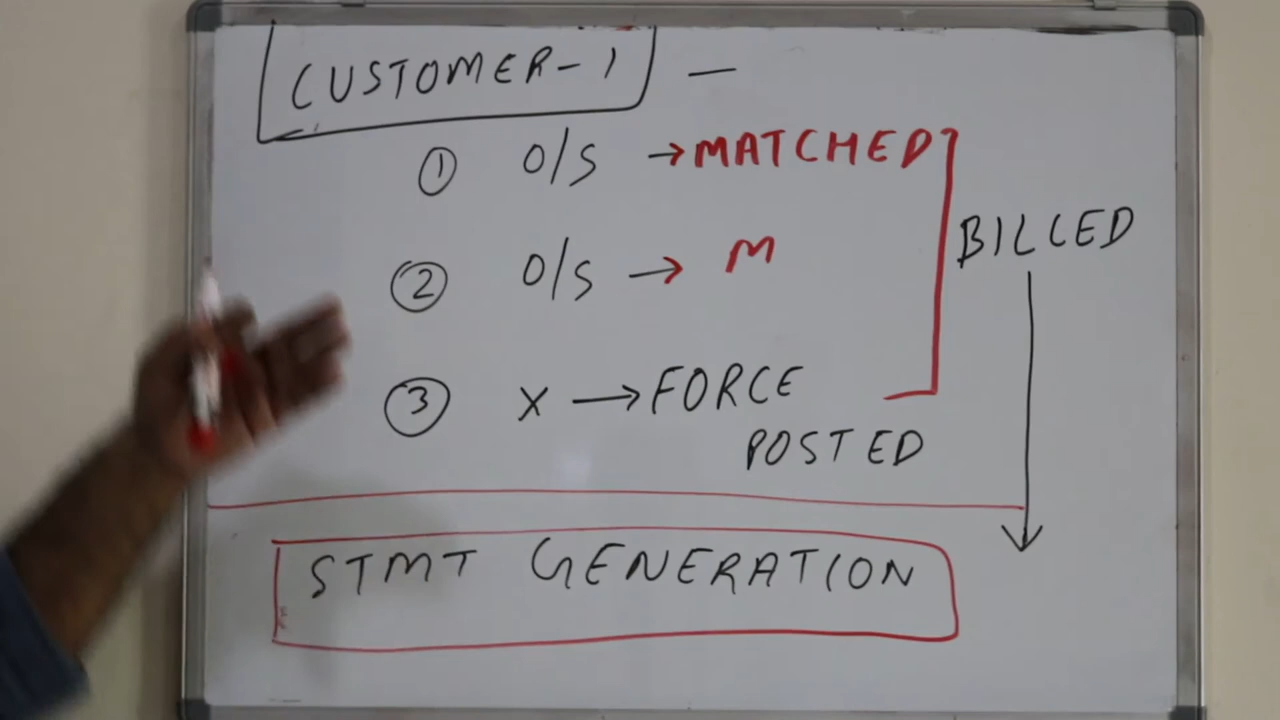 CUSTOMER-1 —
① O/S → MATCHED
② O/S → M
BILLED
③ X → FORCE
POSTED
STMT GENERATION